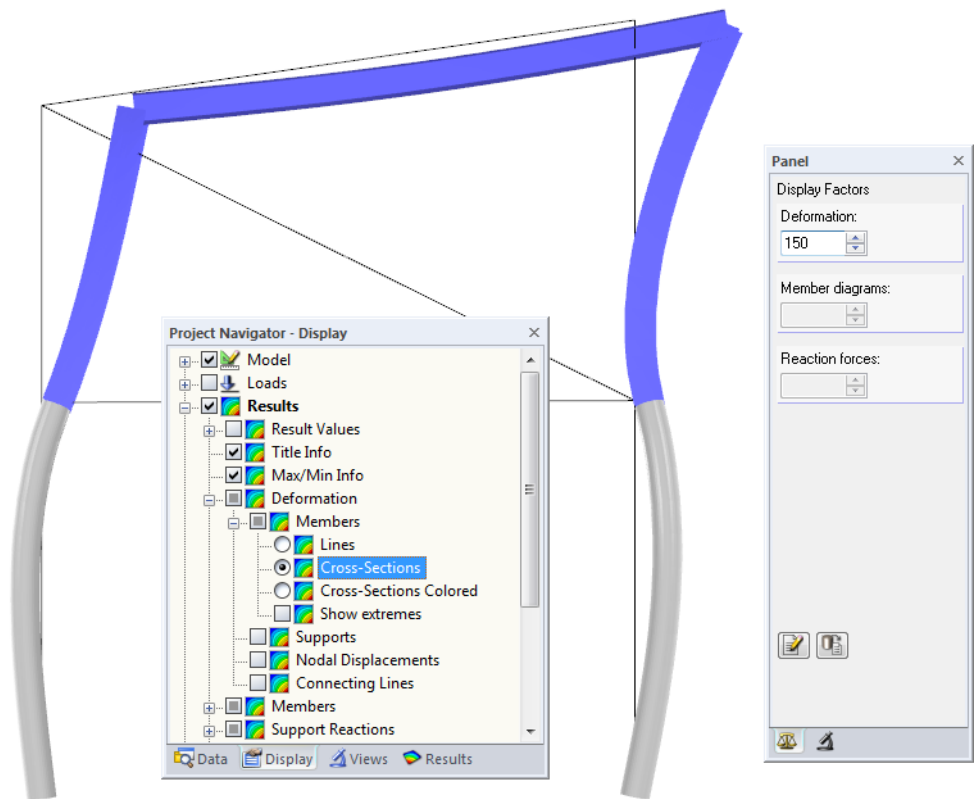 Project Navigator - Display
Model
Loads
Results
Result Values
Title Info
Max/Min Info
Deformation
Members
Lines
Cross-Sections
Cross-Sections Colored
Show extremes
Supports
Nodal Displacements
Connecting Lines
Members
Support Reactions
Data Display Views Results
Panel
Display Factors
Deformation:
150
Member diagrams:
Reaction forces: